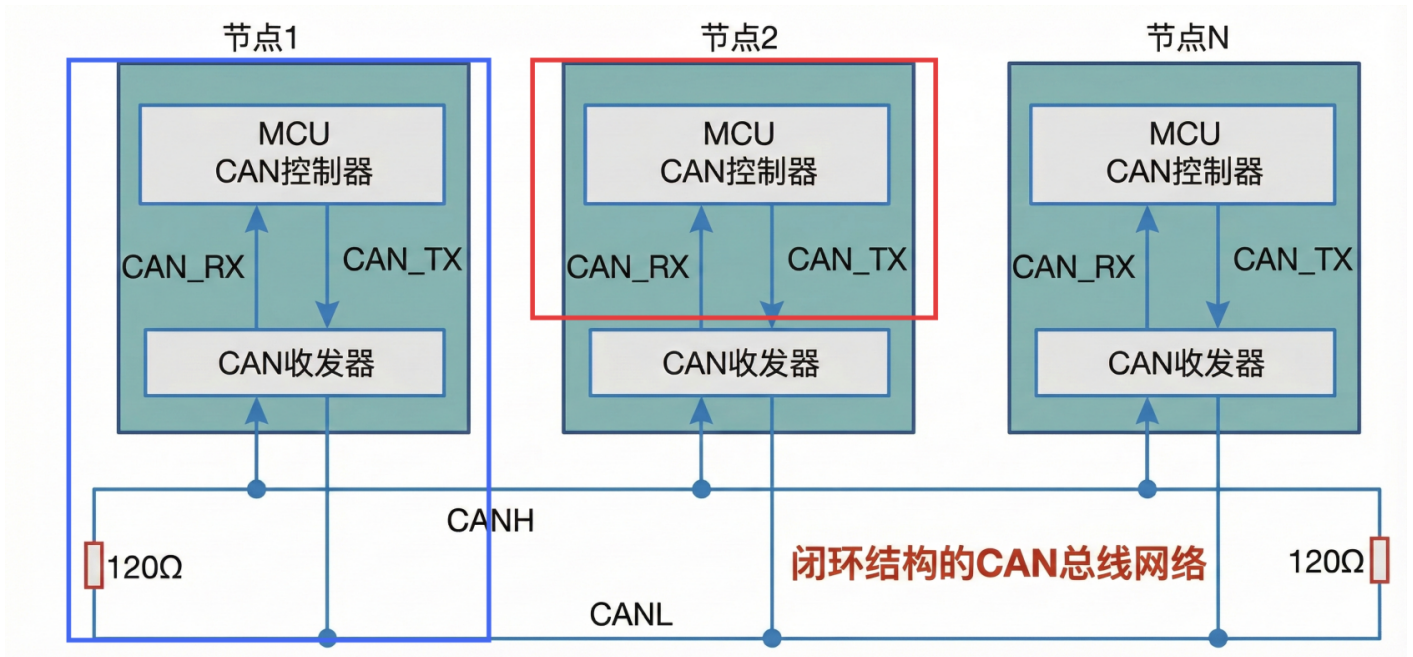 节点1
节点2
节点N
MCU
CAN控制器
MCU
CAN控制器
MCU
CAN控制器
CAN_RX
CAN_TX
CAN_RX
CAN_TX
CAN_RX
CAN_TX
CAN收发器
CAN收发器
CAN收发器
CANH
120Ω
闭环结构的CAN总线网络
120Ω
CANL